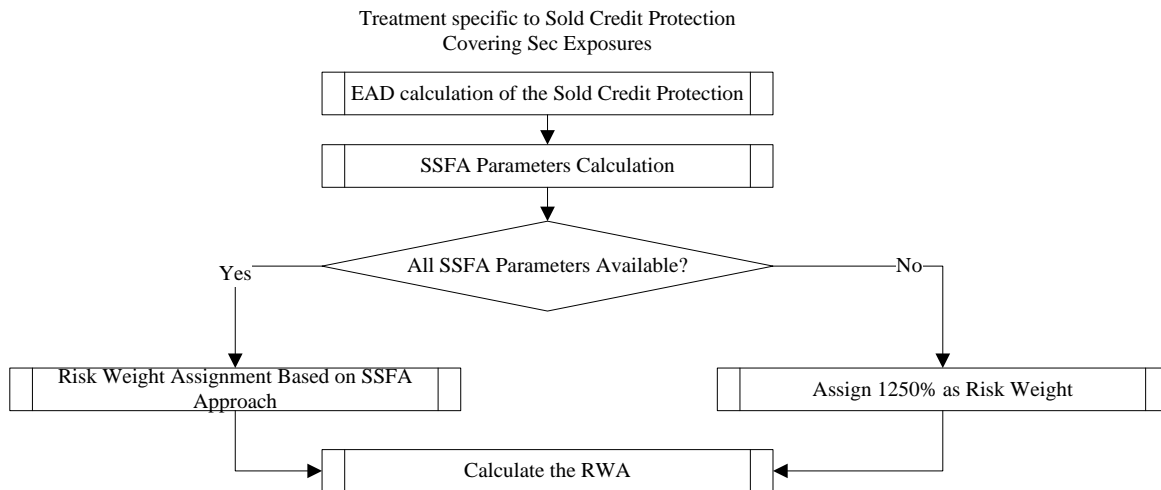 Treatment specific to Sold Credit Protection
Covering Sec Exposures
EAD calculation of the Sold Credit Protection
SSFA Parameters Calculation
All SSFA Parameters Available?
Yes
No
Risk Weight Assignment Based on SSFA
Approach
Assign 1250% as Risk Weight
Calculate the RWA